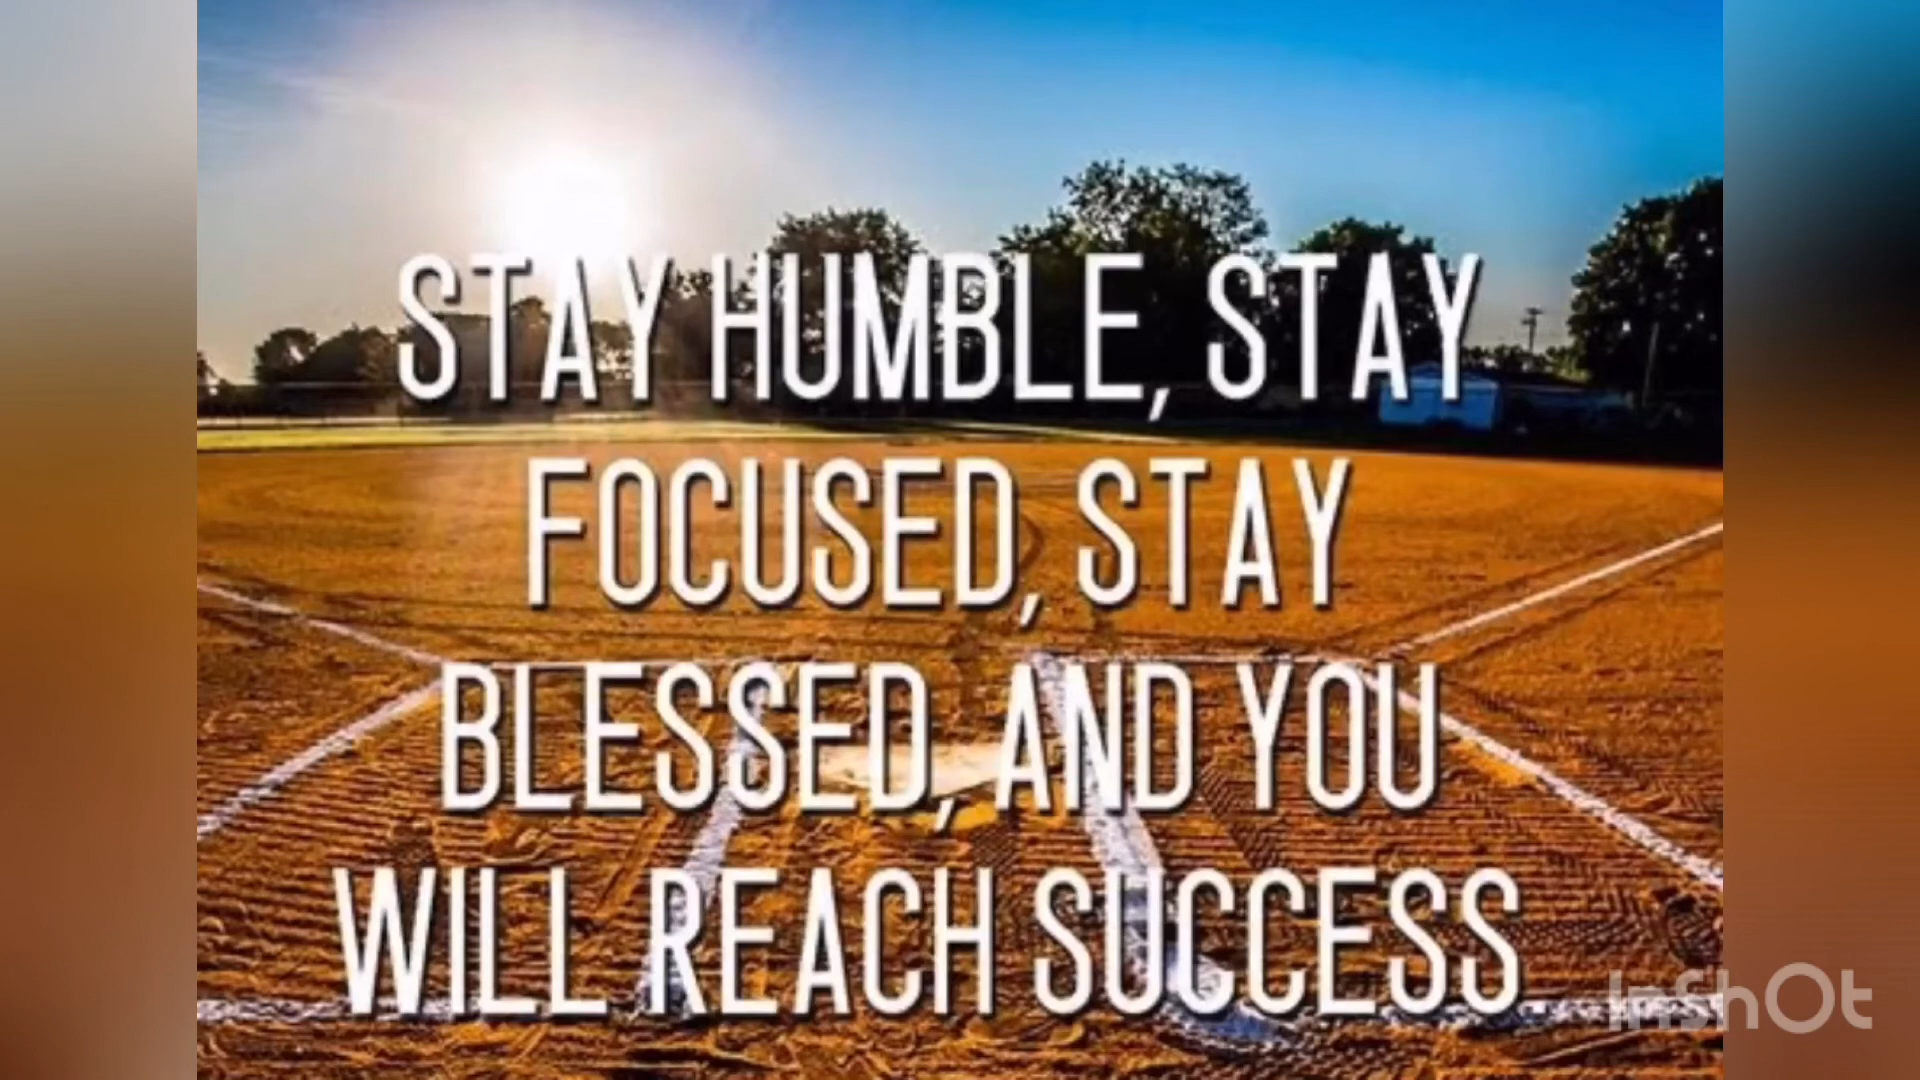 STAY HUMBLE, STAY
FOCUSED, STAY
BLESSED, AND YOU
WILL REACH SUCCESS
InShOt